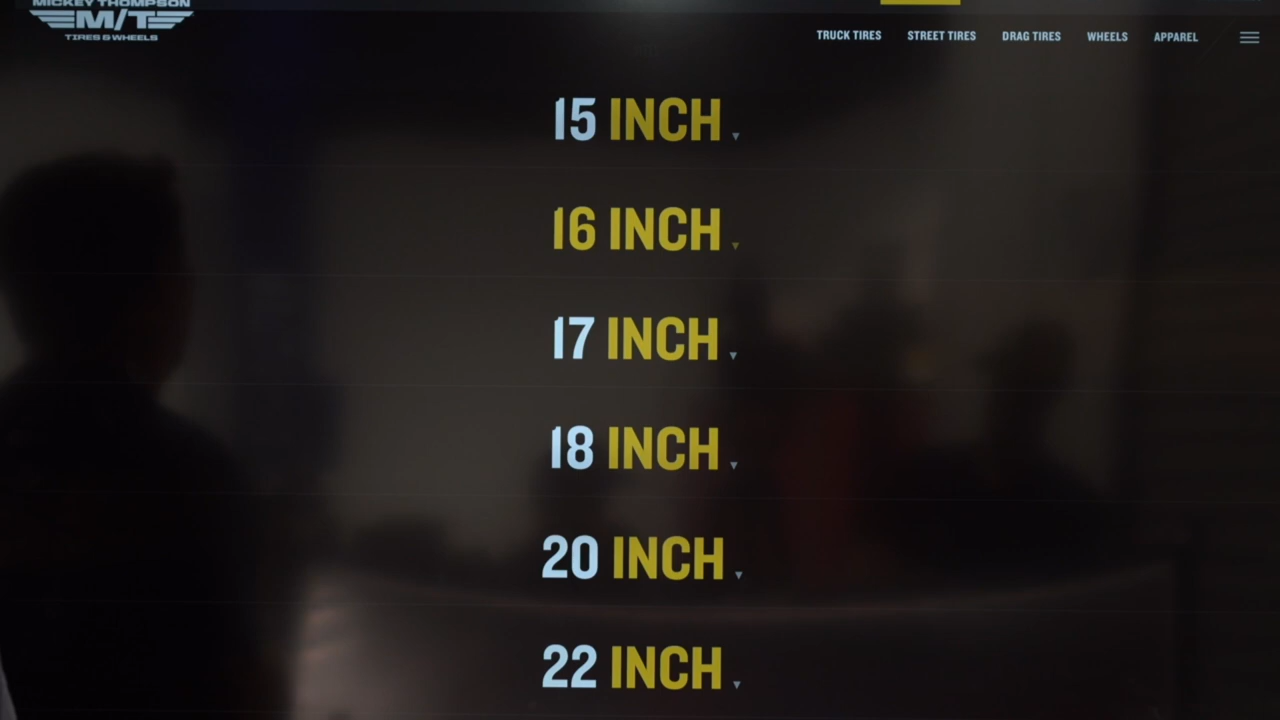 MICKEY THOMPSON
M/T
TIRES & WHEELS
TRUCK TIRES STREET TIRES DRAG TIRES WHEELS APPAREL
15 INCH
16 INCH
17 INCH
18 INCH
20 INCH
22 INCH